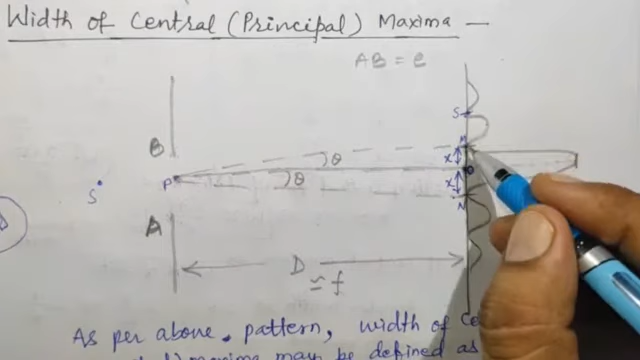 Width of Central (Principal) Maxima —
AB = e
S
B
M
θ
x
P
θ
O
x
S
N
A
D
≃ f
As per above pattern, width of Ce
maxima may be defined as